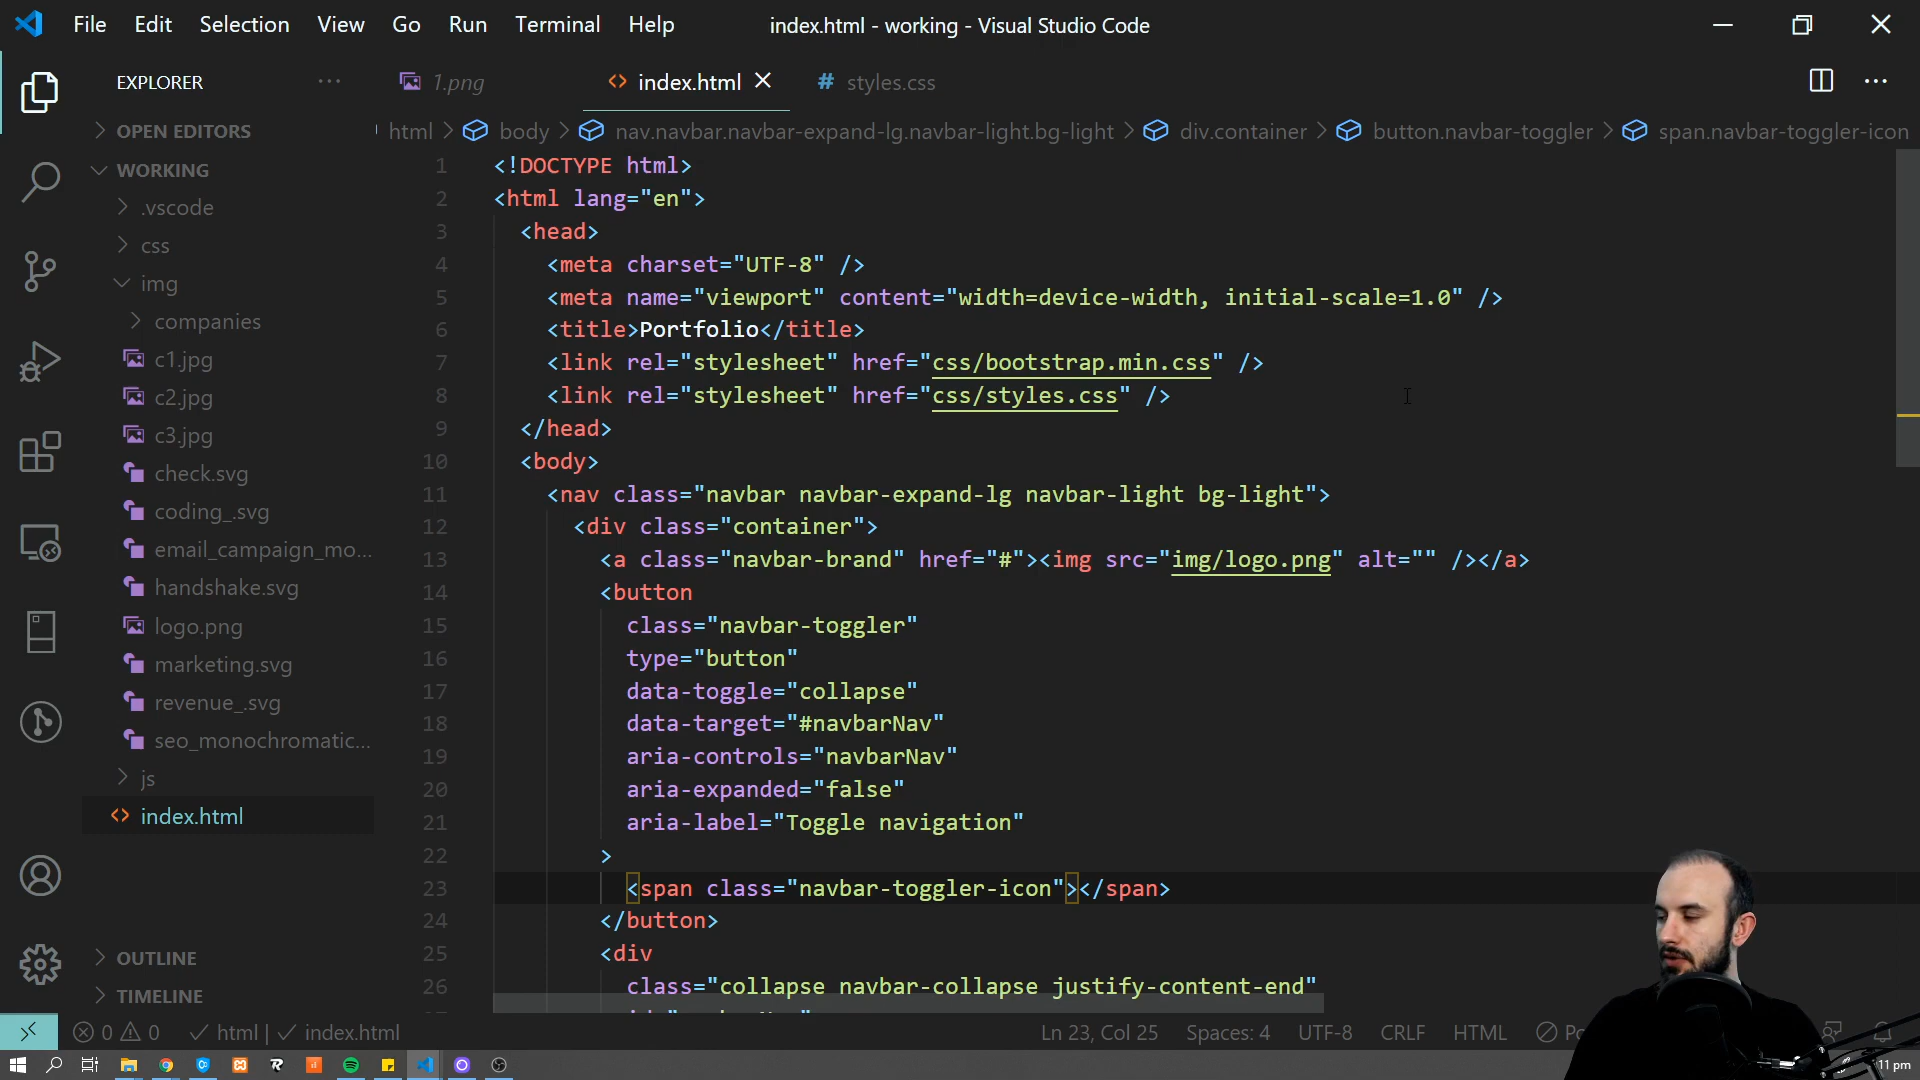 File Edit Selection View Go Run Terminal Help
index.html - working - Visual Studio Code
EXPLORER
1.png
index.html
# styles.css
OPEN EDITORS
html > body > nav.navbar.navbar-expand-lg.navbar-light.bg-light > div.container > button.navbar-toggler > span.navbar-toggler-icon
WORKING
.vscode
css
img
companies
c1.jpg
c2.jpg
c3.jpg
check.svg
coding_.svg
email_campaign_mo...
handshake.svg
logo.png
marketing.svg
revenue_.svg
seo_monochromatic...
js
index.html
OUTLINE
TIMELINE
1 <!DOCTYPE html>
2 <html lang="en">
3 <head>
4 <meta charset="UTF-8" />
5 <meta name="viewport" content="width=device-width, initial-scale=1.0" />
6 <title>Portfolio</title>
7 <link rel="stylesheet" href="css/bootstrap.min.css" />
8 <link rel="stylesheet" href="css/styles.css" />
9 </head>
10 <body>
11 <nav class="navbar navbar-expand-lg navbar-light bg-light">
12 <div class="container">
13 <a class="navbar-brand" href="#"><img src="img/logo.png" alt="" /></a>
14 <button
15 class="navbar-toggler"
16 type="button"
17 data-toggle="collapse"
18 data-target="#navbarNav"
19 aria-controls="navbarNav"
20 aria-expanded="false"
21 aria-label="Toggle navigation"
22 >
23 <span class="navbar-toggler-icon"></span>
24 </button>
25 <div
26 class="collapse navbar-collapse justify-content-end"
0 0 html | index.html
Ln 23, Col 25 Spaces: 4 UTF-8 CRLF HTML
11 pm